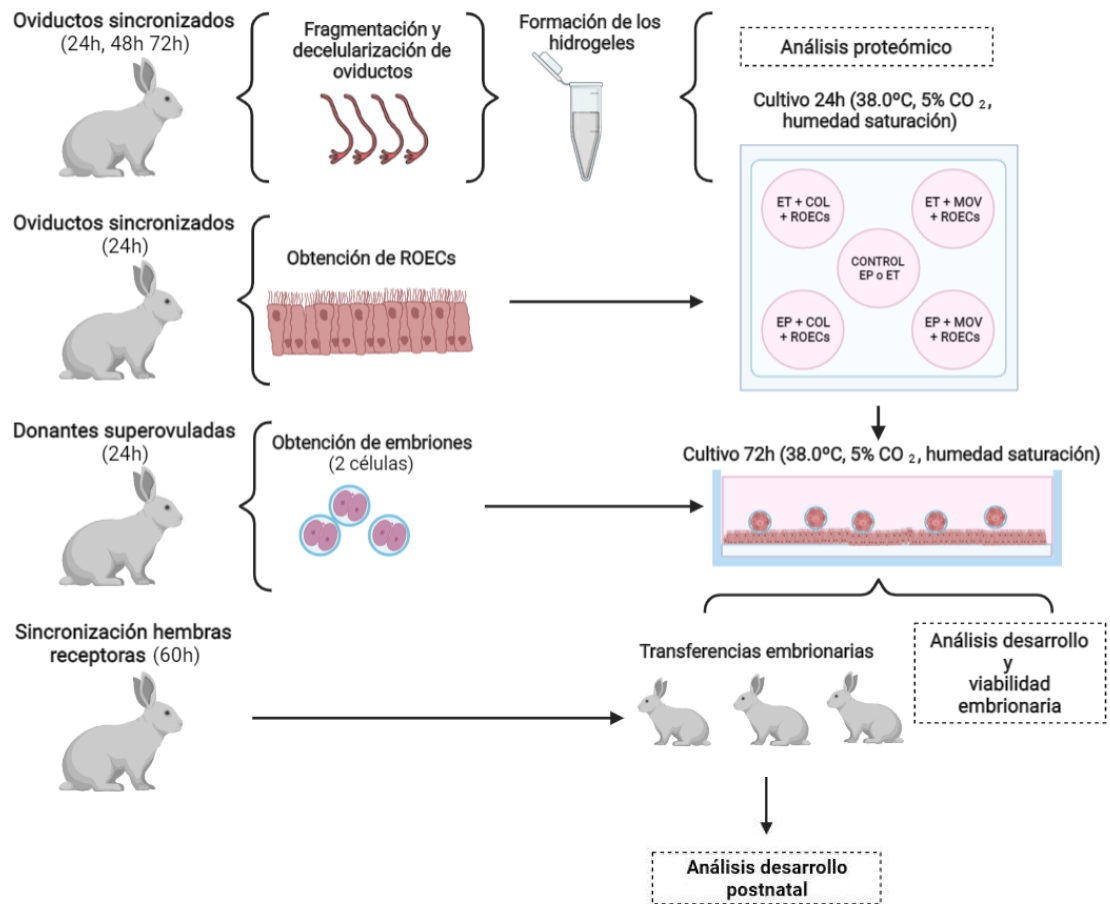 Oviductos sincronizados
(24h, 48h 72h)
Fragmentación y
decelularización de
oviductos
Formación de los
hidrogeles
Análisis proteómico
Cultivo 24h (38.0ºC, 5% CO 2 ,
humedad saturación)
ET + COL
+ ROECs
ET + MOV
+ ROECs
CONTROL
EP o ET
EP + COL
+ ROECs
EP + MOV
+ ROECs
Oviductos sincronizados
(24h)
Obtención de ROECs
Donantes superovuladas
(24h)
Obtención de embriones
(2 células)
Cultivo 72h (38.0ºC, 5% CO 2 , humedad saturación)
Sincronización hembras
receptoras (60h)
Transferencias embrionarias
Análisis desarrollo
y
viabilidad
embrionaria
Análisis desarrollo
postnatal